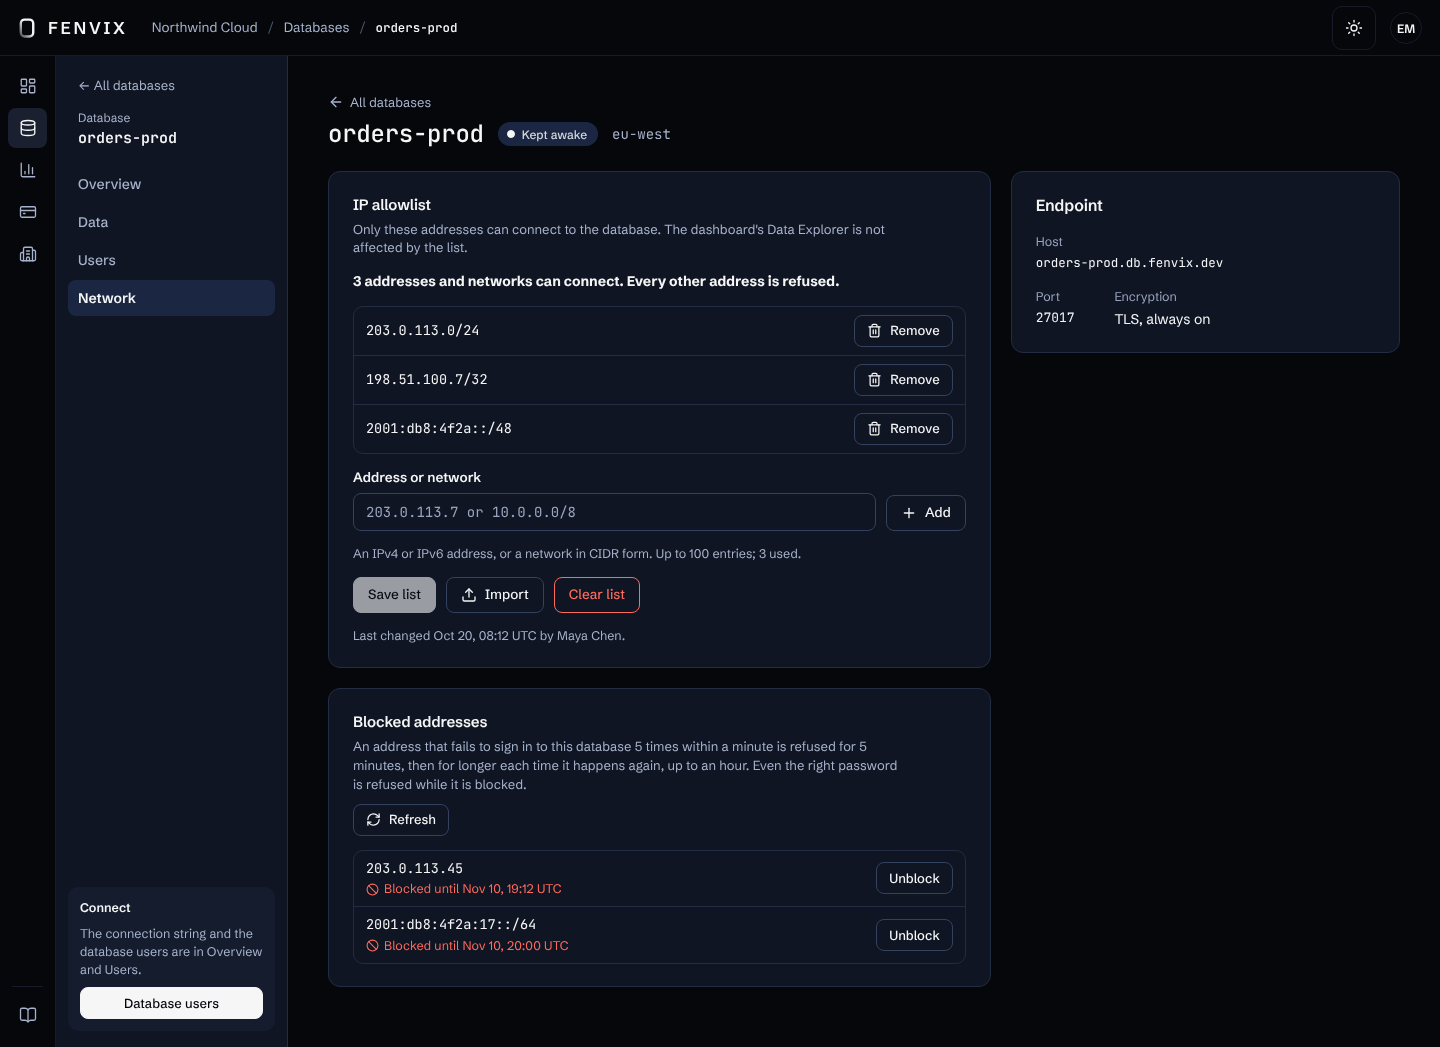 FENVIX
Northwind Cloud / Databases / orders-prod
EM
← All databases
Database
orders-prod
Overview
Data
Users
Network
Connect
The connection string and the
database users are in Overview
and Users.
Database users
← All databases
orders-prod
Kept awake
eu-west
IP allowlist
Only these addresses can connect to the database. The dashboard's Data Explorer is not
affected by the list.
3 addresses and networks can connect. Every other address is refused.
203.0.113.0/24
Remove
198.51.100.7/32
Remove
2001:db8:4f2a::/48
Remove
Address or network
203.0.113.7 or 10.0.0.0/8
Add
An IPv4 or IPv6 address, or a network in CIDR form. Up to 100 entries; 3 used.
Save list
Import
Clear list
Last changed Oct 20, 08:12 UTC by Maya Chen.
Blocked addresses
An address that fails to sign in to this database 5 times within a minute is refused for 5
minutes, then for longer each time it happens again, up to an hour. Even the right password
is refused while it is blocked.
Refresh
203.0.113.45
Blocked until Nov 10, 19:12 UTC
Unblock
2001:db8:4f2a:17::/64
Blocked until Nov 10, 20:00 UTC
Unblock
Endpoint
Host
orders-prod.db.fenvix.dev
Port
27017
Encryption
TLS, always on